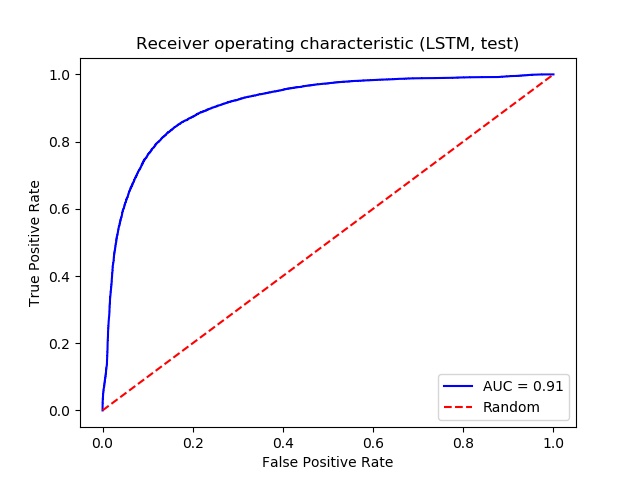 Receiver operating characteristic (LSTM, test)
True Positive Rate
1.0
0.8
0.6
0.4
0.2
0.0
AUC = 0.91
Random
0.0 0.2 0.4 0.6 0.8 1.0
False Positive Rate